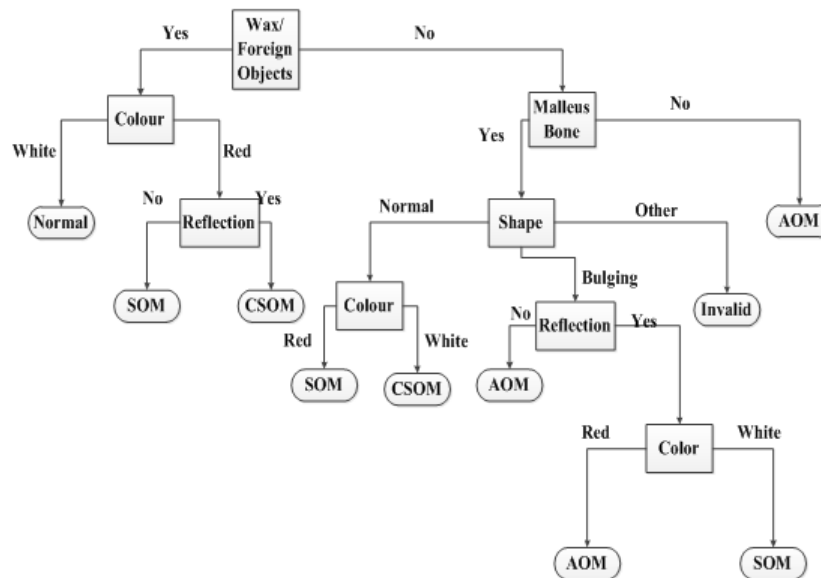 Wax/
Foreign
Objects
Yes
No
Colour
Malleus
Bone
White
Red
Yes
No
Normal
No
Yes
Reflection
Normal
Shape
Other
AOM
SOM
CSOM
Colour
Bulging
Invalid
Red
White
No
Reflection
Yes
SOM
CSOM
AOM
Red
Color
White
AOM
SOM